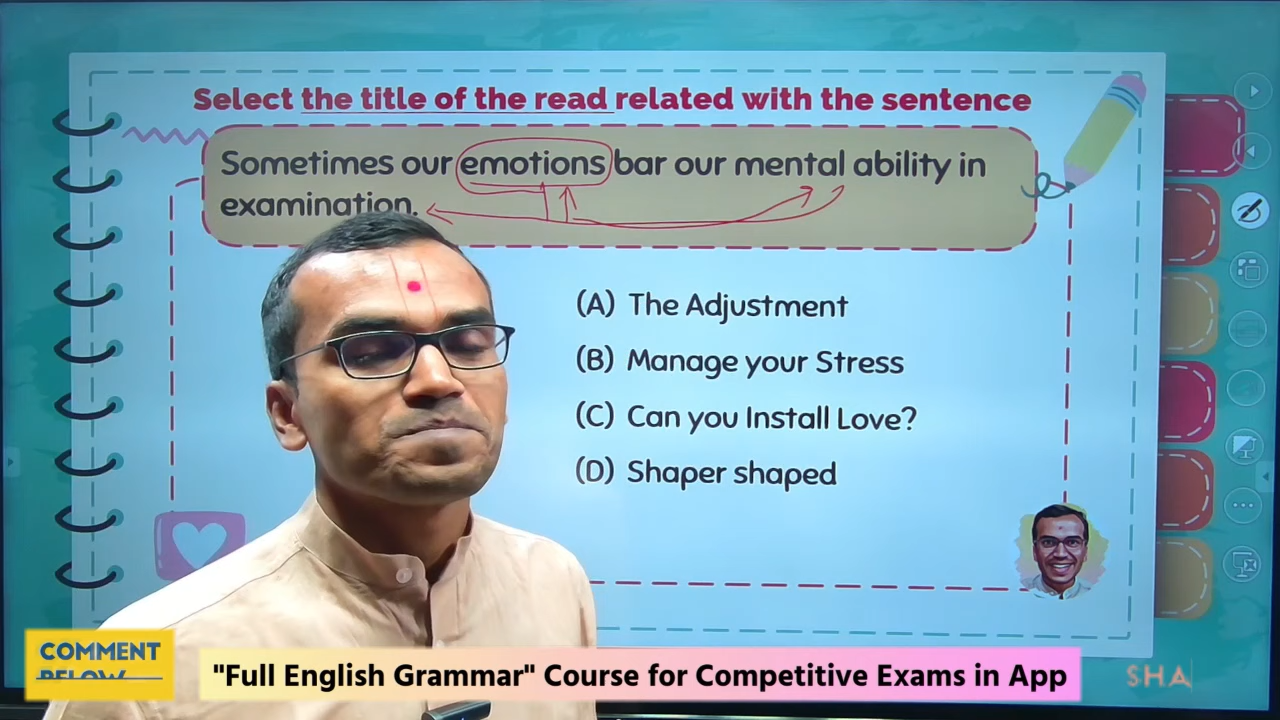 Select the title of the read related with the sentence
Sometimes our emotions bar our mental ability in
examination.
(A) The Adjustment
(B) Manage your Stress
(C) Can you Install Love?
(D) Shaper shaped
COMMENT
BELOW
"Full English Grammar" Course for Competitive Exams in App
SHA